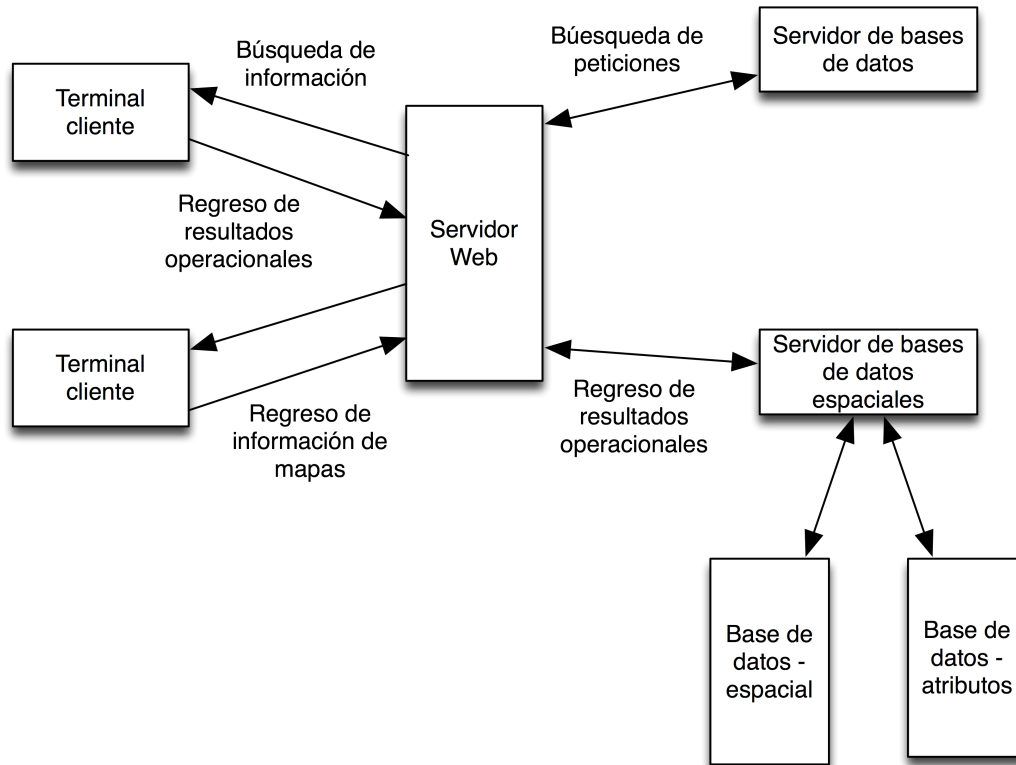 Búsqueda de
información
Búesqueda de
peticiones
Servidor de bases
de datos
Terminal
cliente
Regreso de
resultados
operacionales
Servidor
Web
Terminal
cliente
Regreso de
información de
mapas
Regreso de
resultados
operacionales
Servidor de bases
de datos
espaciales
Base de
datos -
espacial
Base de
datos -
atributos